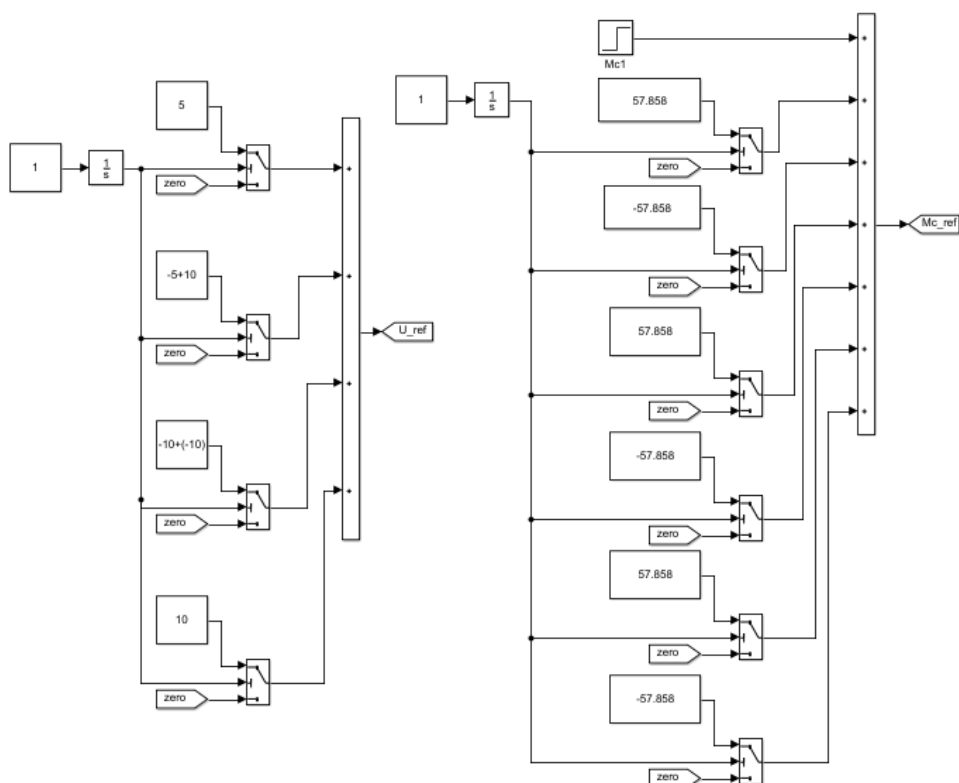 5
1
1
s
zero
-5+10
zero
U_ref
-10+(-10)
zero
10
zero
Mc1
1
1
s
57.858
zero
-57.858
zero
Mc_ref
57.858
zero
-57.858
zero
57.858
zero
-57.858
zero